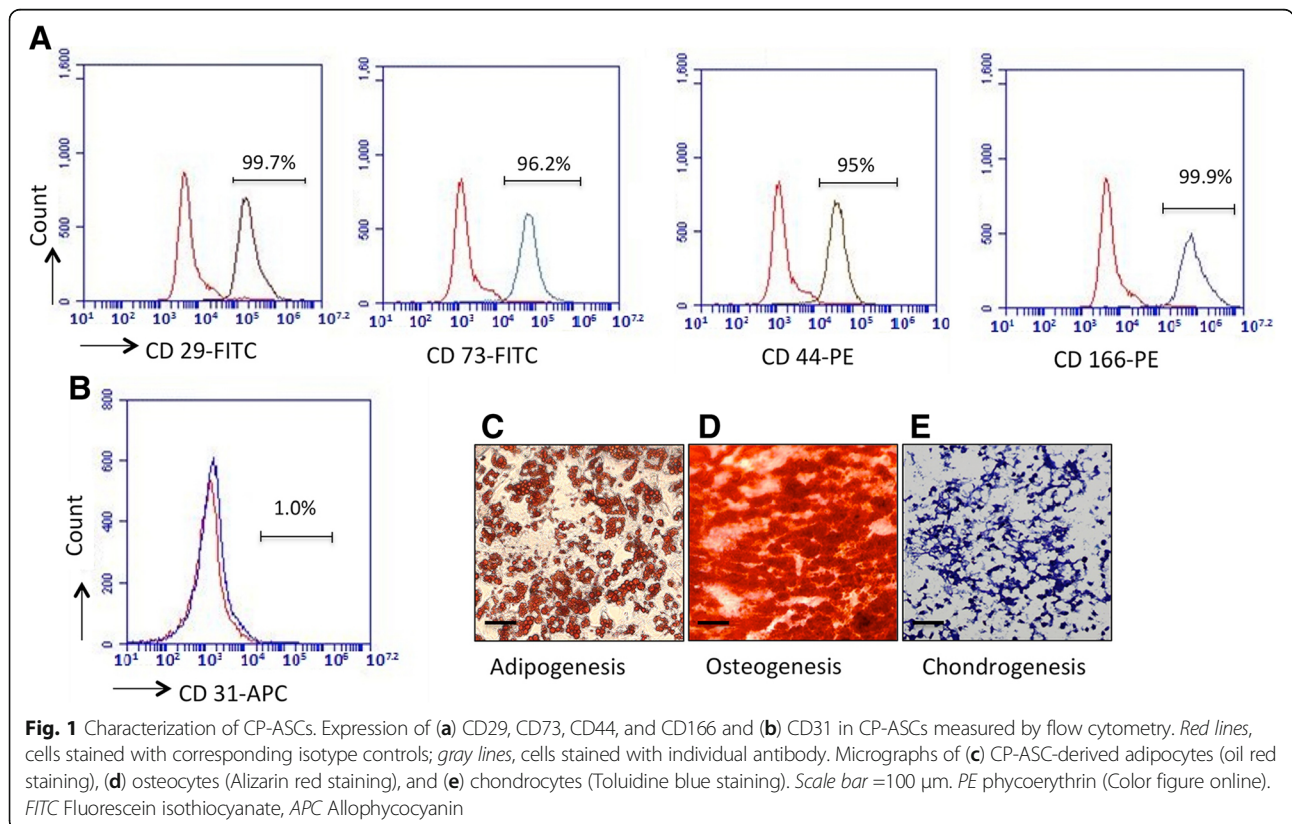 A
1,600 1,000 500 0
Count
99.7%
10¹ 10² 10³ 10⁴ 10⁵ 10⁶ 10⁷·²
CD 29-FITC
1,60 1,000 500 0
96.2%
10¹ 10² 10³ 10⁴ 10⁵ 10⁶ 10⁷·²
CD 73-FITC
1,600 1,000 500 0
95%
10¹ 10² 10³ 10⁴ 10⁵ 10⁶ 10
CD 44-PE
1,600 1,000 500 0
99.9%
10¹ 10² 10³ 10⁴ 10⁵ 10⁶ 10⁷·²
CD 166-PE
B
800 600 400 200 0
Count
1.0%
10¹ 10² 10³ 10⁴ 10⁵ 10⁶ 10⁷·²
CD 31-APC
C D E
Adipogenesis Osteogenesis Chondrogenesis
Fig. 1 Characterization of CP-ASCs. Expression of (a) CD29, CD73, CD44, and CD166 and (b) CD31 in CP-ASCs measured by flow cytometry. Red lines,
cells stained with corresponding isotype controls; gray lines, cells stained with individual antibody. Micrographs of (c) CP-ASC-derived adipocytes (oil red
staining), (d) osteocytes (Alizarin red staining), and (e) chondrocytes (Toluidine blue staining). Scale bar =100 μm. PE phycoerythrin (Color figure online).
FITC Fluorescein isothiocyanate, APC Allophycocyanin